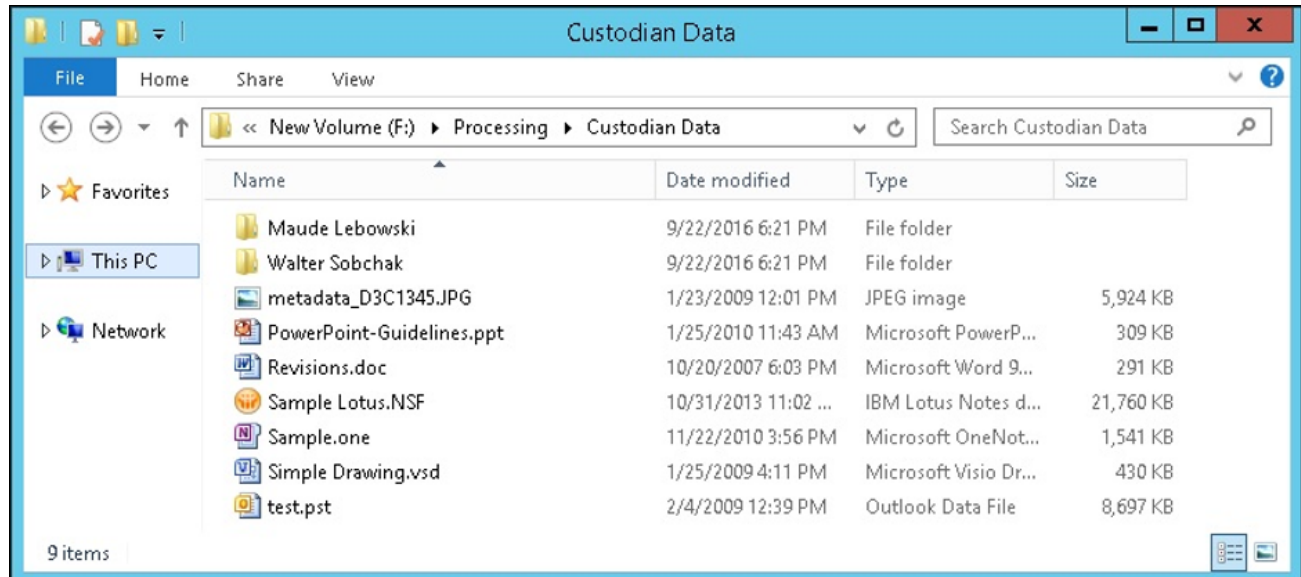 Custodian Data
File Home Share View
« New Volume (F:) Processing Custodian Data Search Custodian Data
Name Date modified Type Size
Favorites
This PC
Network
Maude Lebowski 9/22/2016 6:21 PM File folder
Walter Sobchak 9/22/2016 6:21 PM File folder
metadata_D3C1345.JPG 1/23/2009 12:01 PM JPEG image 5,924 KB
PowerPoint-Guidelines.ppt 1/25/2010 11:43 AM Microsoft PowerP... 309 KB
Revisions.doc 10/20/2007 6:03 PM Microsoft Word 9... 291 KB
Sample Lotus.NSF 10/31/2013 11:02 ... IBM Lotus Notes d... 21,760 KB
Sample.one 11/22/2010 3:56 PM Microsoft OneNot... 1,541 KB
Simple Drawing.vsd 1/25/2009 4:11 PM Microsoft Visio Dr... 430 KB
test.pst 2/4/2009 12:39 PM Outlook Data File 8,697 KB
9 items